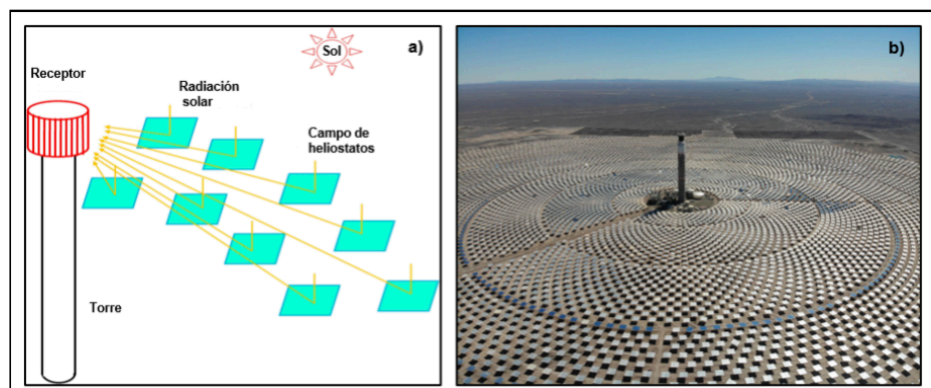 Sol
a)
Receptor
Radiación
solar
Campo de
heliostatos
Torre
b)